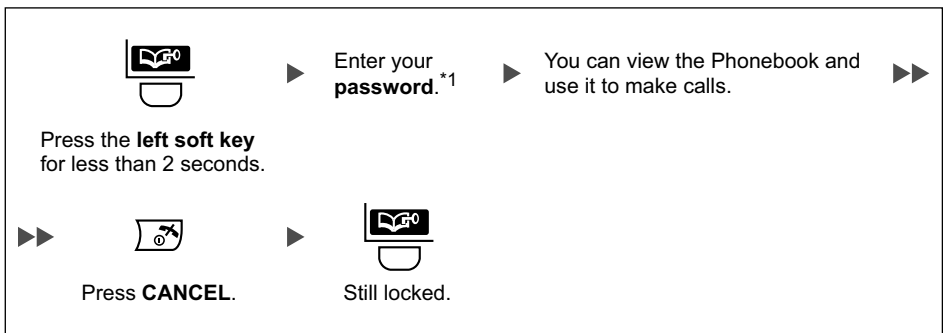 Enter your
password.*1
You can view the Phonebook and
use it to make calls.
Press the left soft key
for less than 2 seconds.
Press CANCEL.
Still locked.